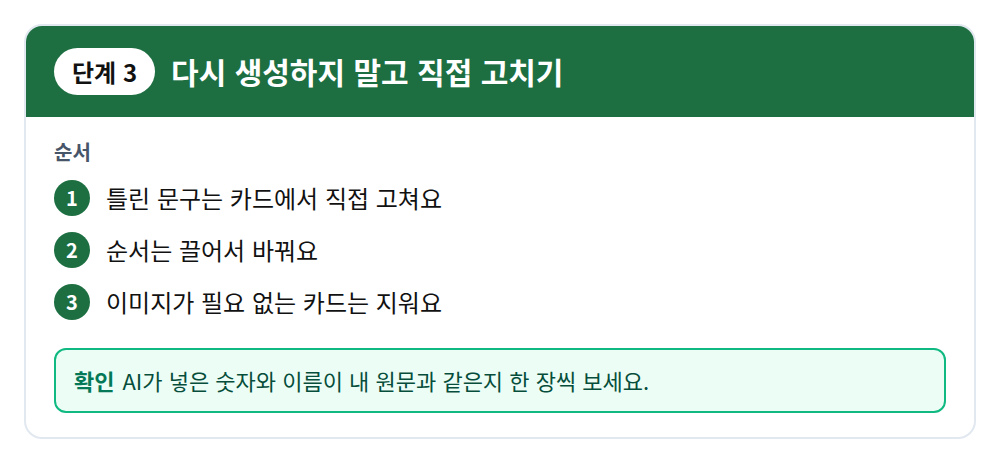 단계 3 다시 생성하지 말고 직접 고치기
순서
1 틀린 문구는 카드에서 직접 고쳐요
2 순서는 끌어서 바꿔요
3 이미지가 필요 없는 카드는 지워요
확인 AI가 넣은 숫자와 이름이 내 원문과 같은지 한 장씩 보세요.